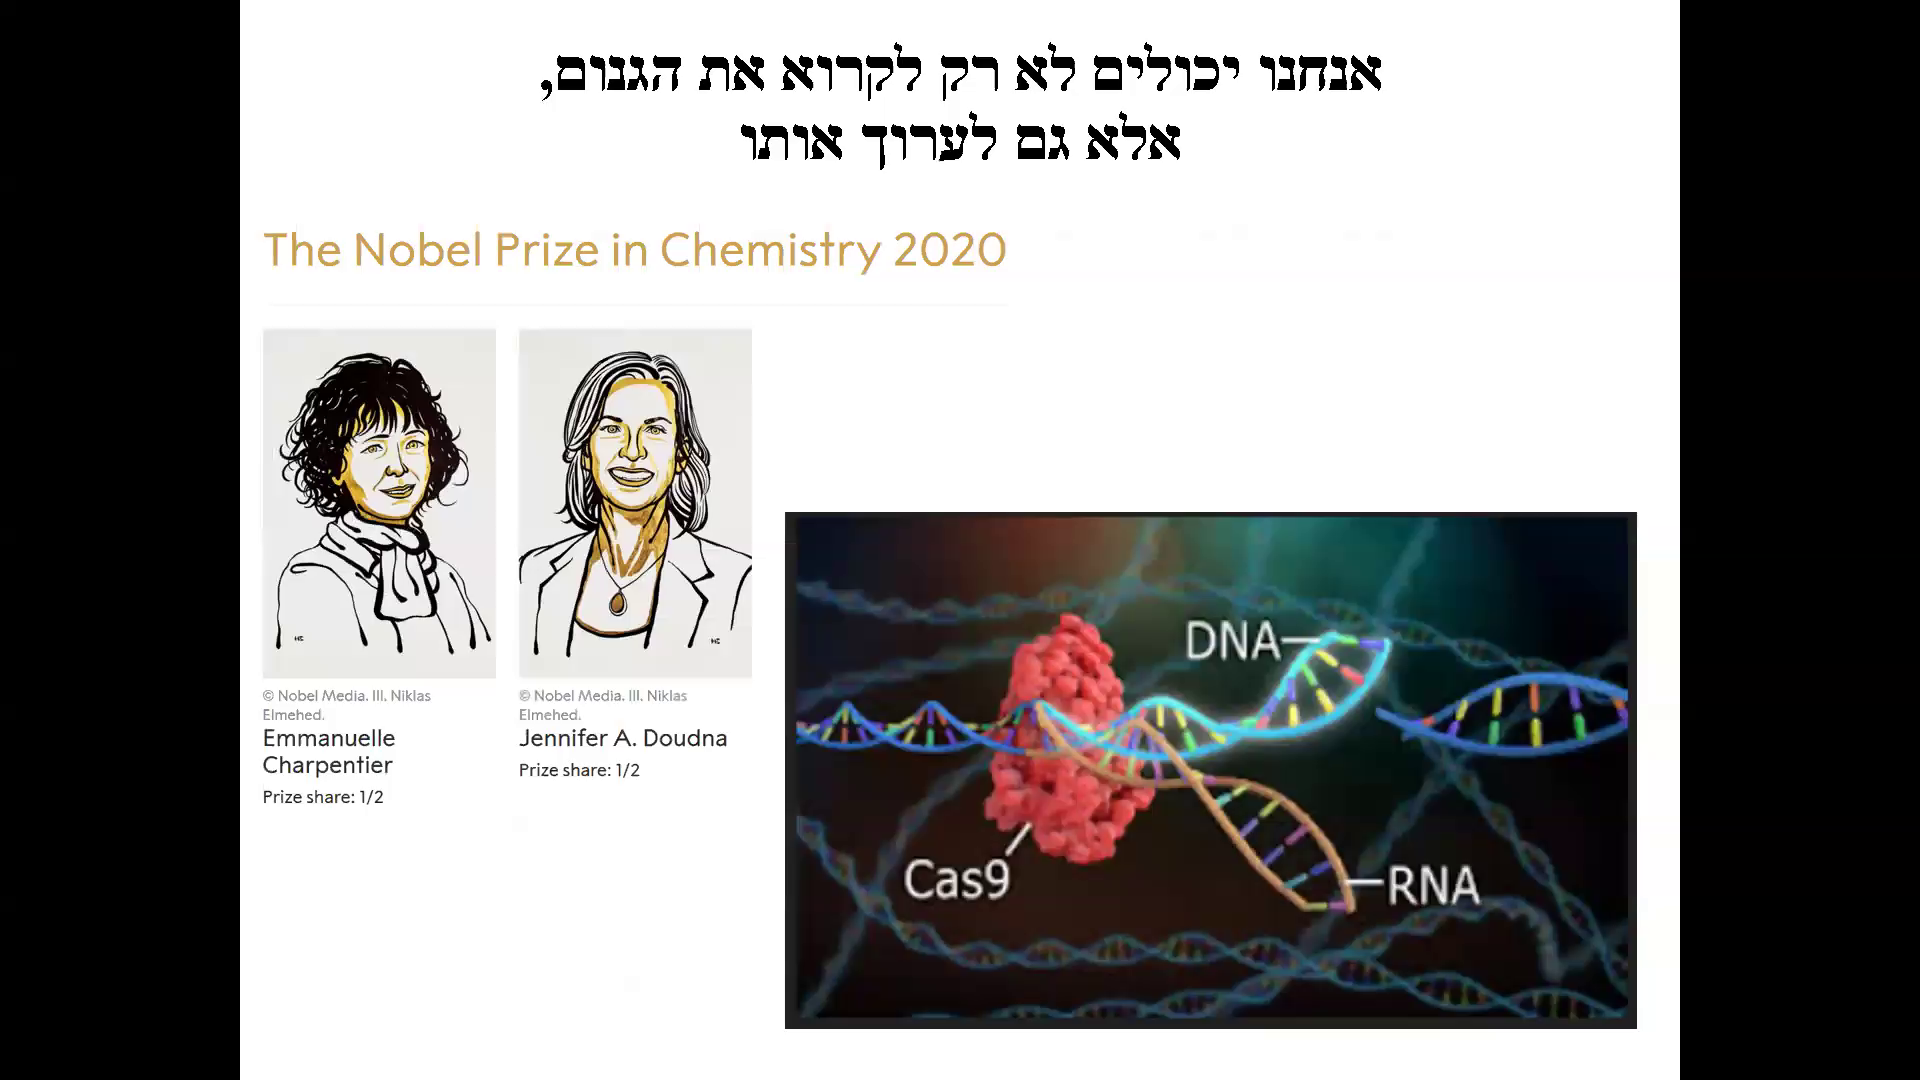 אנחנו יכולים לא רק לקרוא את הגנום,
אלא גם לערוך אותו
The Nobel Prize in Chemistry 2020
© Nobel Media. Ill. Niklas
Elmehed.
Emmanuelle
Charpentier
Prize share: 1/2
© Nobel Media. Ill. Niklas
Elmehed.
Jennifer A. Doudna
Prize share: 1/2
DNA
Cas9
RNA